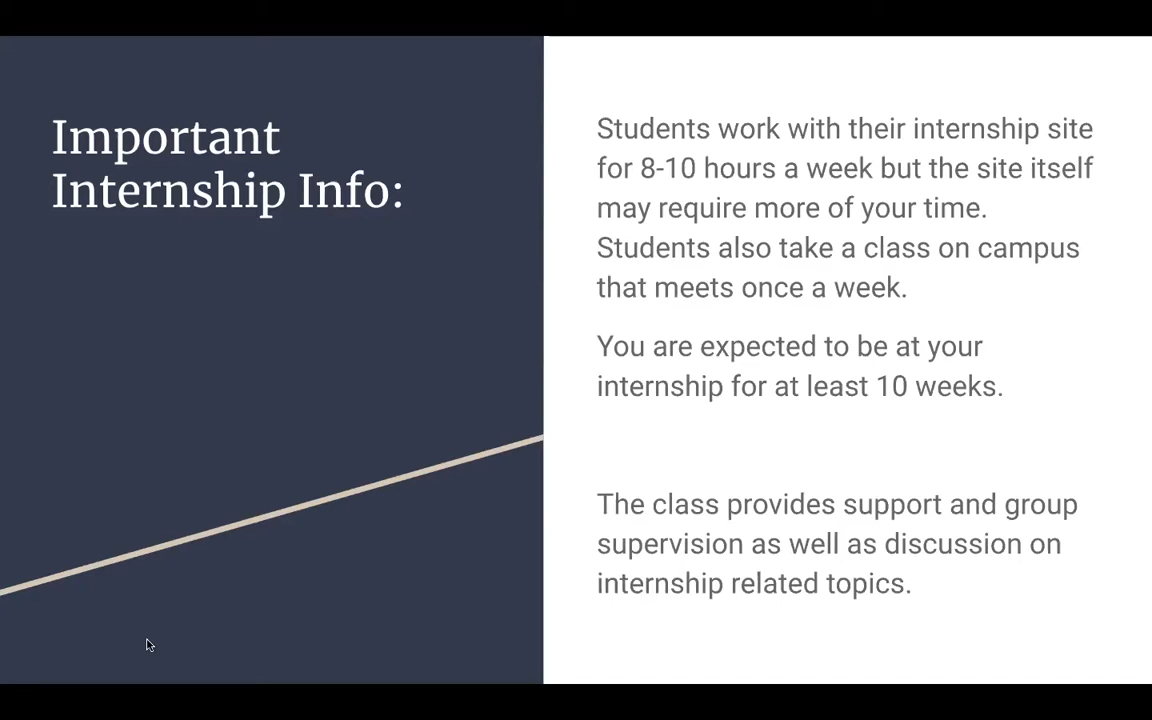 Important
Internship Info:
Students work with their internship site
for 8-10 hours a week but the site itself
may require more of your time.
Students also take a class on campus
that meets once a week.
You are expected to be at your
internship for at least 10 weeks.
The class provides support and group
supervision as well as discussion on
internship related topics.